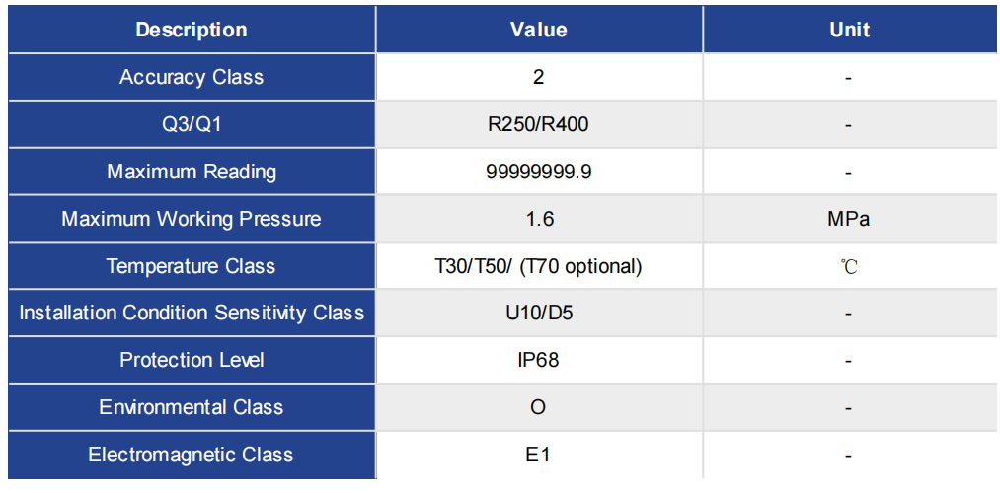 Description Value Unit
Accuracy Class 2 -
Q3/Q1 R250/R400 -
Maximum Reading 99999999.9 -
Maximum Working Pressure 1.6 MPa
Temperature Class T30/T50/ (T70 optional) ℃
Installation Condition Sensitivity Class U10/D5 -
Protection Level IP68 -
Environmental Class O -
Electromagnetic Class E1 -